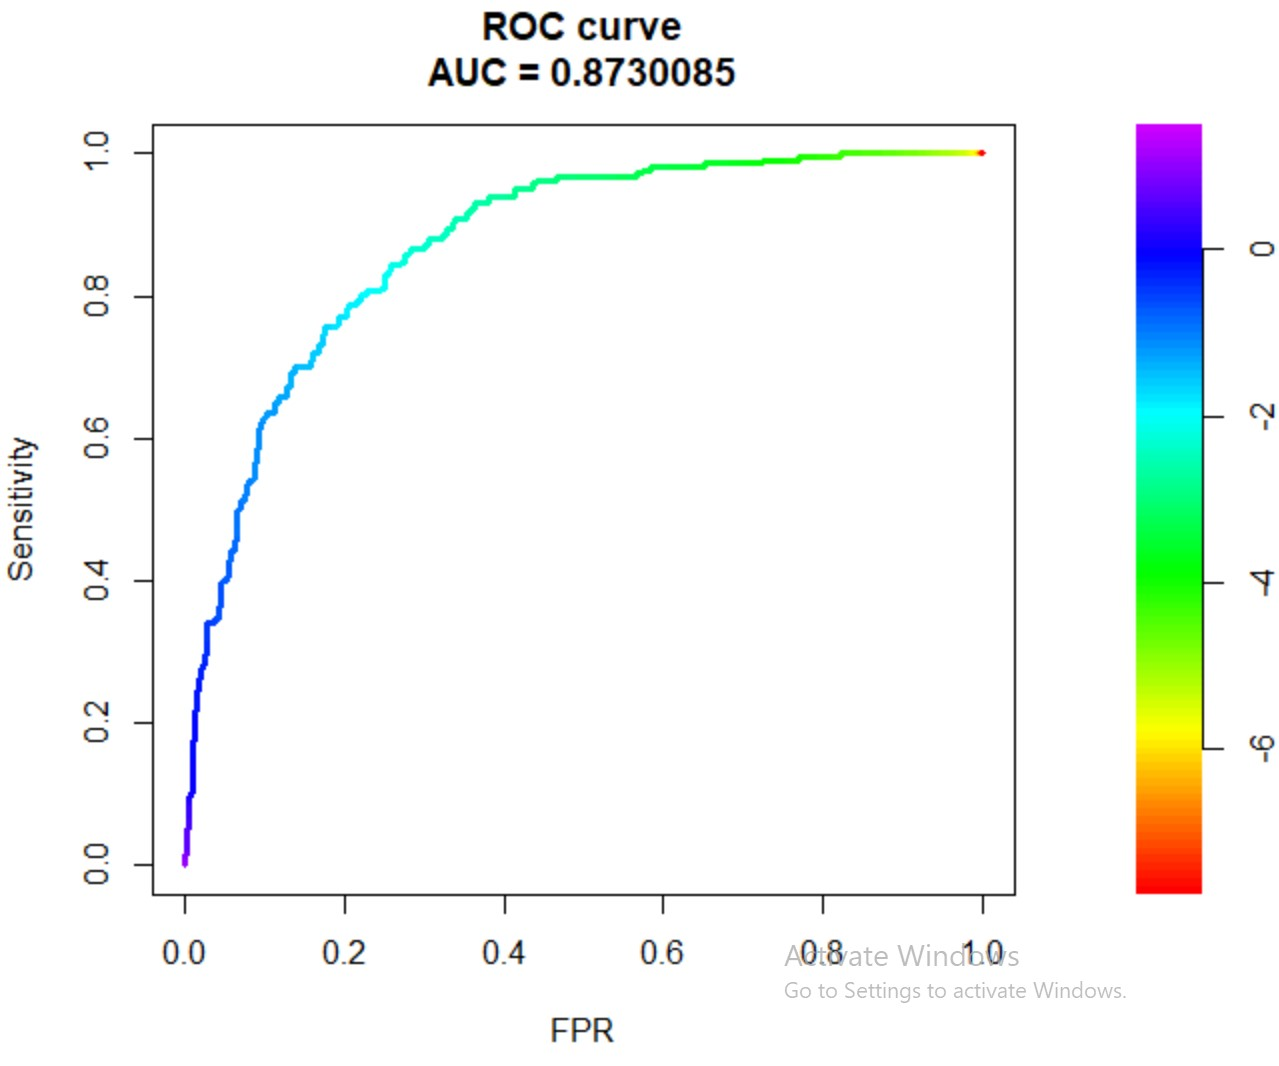 ROC curve
AUC = 0.8730085
Sensitivity
1.0
0.8
0.6
0.4
0.2
0.0
0.0 0.2 0.4 0.6 0.8 1.0
FPR
0
-2
-4
-6
Activate Windows
Go to Settings to activate Windows.